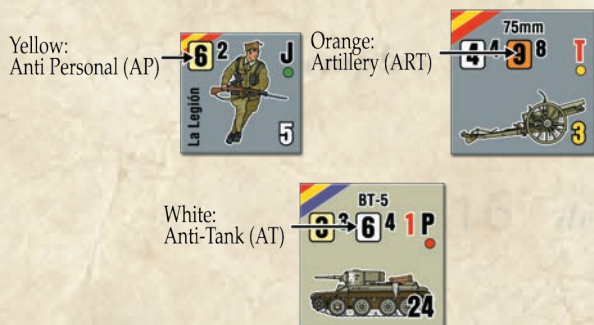 Yellow:
Anti Personal (AP)
6 2 J
La Legión
5
Orange:
Artillery (ART)
75mm
4 4 9 8 T
3
White:
Anti-Tank (AT)
BT-5
3 3 6 4 1 P
24